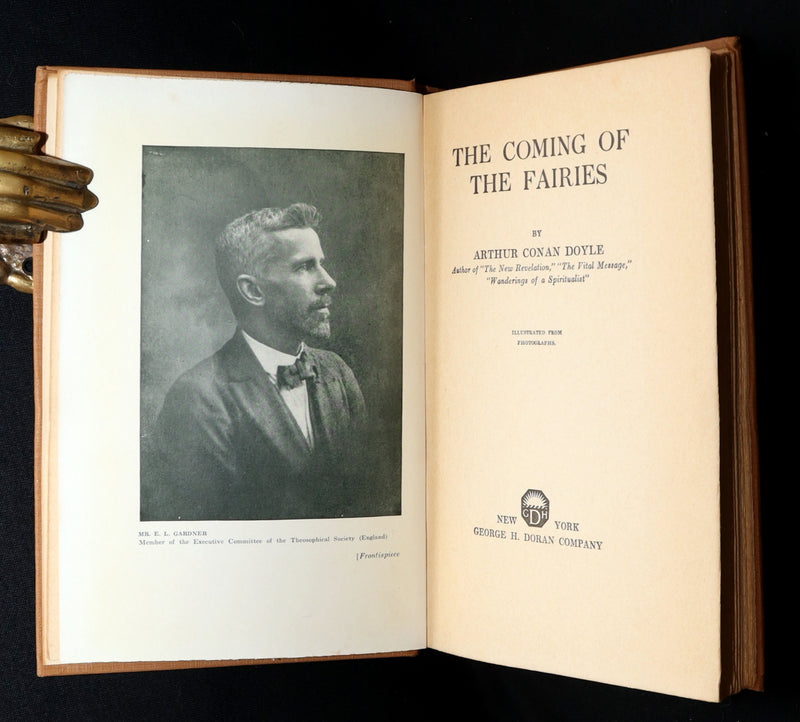 MR. E. L. GARDNER
Member of the Executive Committee of the Theosophical Society (England)
[Frontispiece
THE COMING OF
THE FAIRIES
BY
ARTHUR CONAN DOYLE
Author of "The New Revelation," "The Vital Message,"
"Wanderings of a Spiritualist"
ILLUSTRATED FROM
PHOTOGRAPHS.
GDH
NEW YORK
GEORGE H. DORAN COMPANY